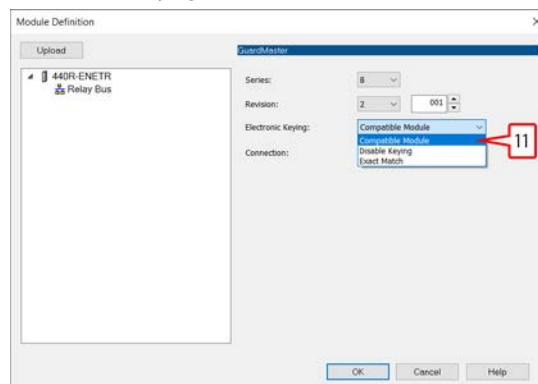 Module Definition
Upload
440R-ENETR
Relay Bus
GuardMaster
Series: B
Revision: 2 001
Electronic Keying: Compatible Module
Compatible Module
Disable Keying
Exact Match
11
Connection:
OK Cancel Help